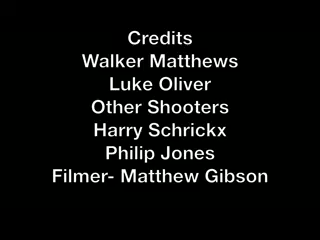 Credits
Walker Matthews
Luke Oliver
Other Shooters
Harry Schrickx
Philip Jones
Filmer- Matthew Gibson